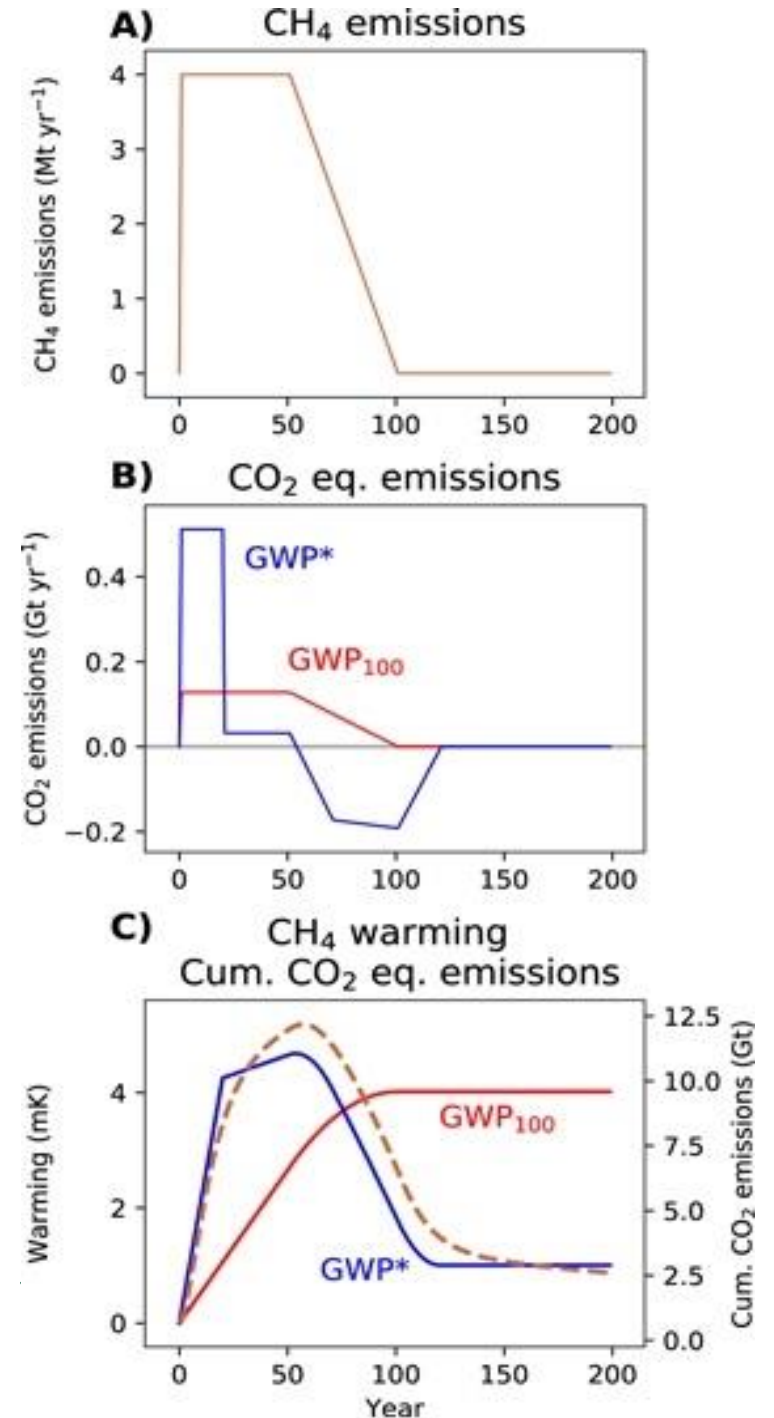 A) CH₄ emissions
CH₄ emissions (Mt yr⁻¹)
4
3
2
1
0
0 50 100 150 200
B) CO₂ eq. emissions
CO₂ emissions (Gt yr⁻¹)
0.4
0.2
0.0
−0.2
GWP*
GWP₁₀₀
0 50 100 150 200
C) CH₄ warming
Cum. CO₂ eq. emissions
Warming (mK)
4
2
0
GWP₁₀₀
GWP*
12.5
10.0
7.5
5.0
2.5
0.0
Cum. CO₂ emissions (Gt)
0 50 100 150 200
Year